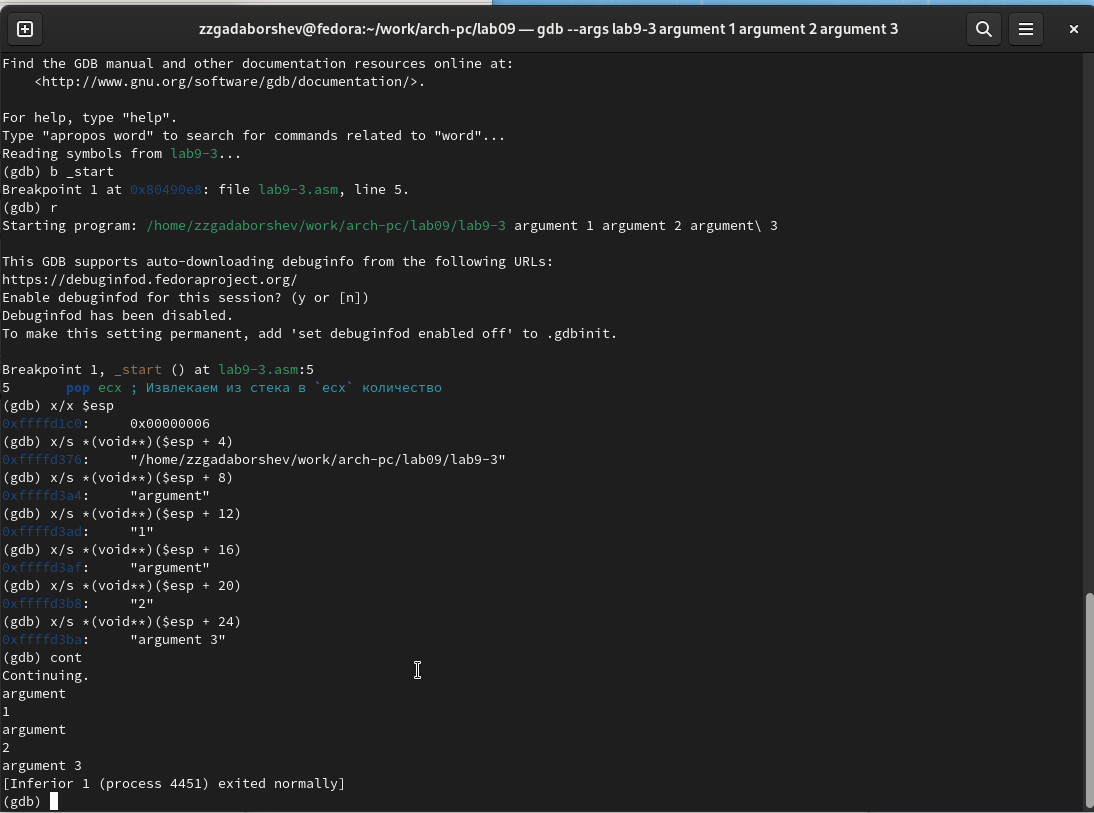 zzgadaborshev@fedora:~/work/arch-pc/lab09 — gdb --args lab9-3 argument 1 argument 2 argument 3
Find the GDB manual and other documentation resources online at:
    <http://www.gnu.org/software/gdb/documentation/>.
For help, type "help".
Type "apropos word" to search for commands related to "word"...
Reading symbols from lab9-3...
(gdb) b _start
Breakpoint 1 at 0x80490e8: file lab9-3.asm, line 5.
(gdb) r
Starting program: /home/zzgadaborshev/work/arch-pc/lab09/lab9-3 argument 1 argument 2 argument\ 3
This GDB supports auto-downloading debuginfo from the following URLs:
https://debuginfod.fedoraproject.org/
Enable debuginfod for this session? (y or [n])
Debuginfod has been disabled.
To make this setting permanent, add 'set debuginfod enabled off' to .gdbinit.
Breakpoint 1, _start () at lab9-3.asm:5
5       pop ecx ; Извлекаем из стека в `ecx` количество
(gdb) x/x $esp
0xffffd1c0:     0x00000006
(gdb) x/s *(void**)($esp + 4)
0xffffd376:     "/home/zzgadaborshev/work/arch-pc/lab09/lab9-3"
(gdb) x/s *(void**)($esp + 8)
0xffffd3a4:     "argument"
(gdb) x/s *(void**)($esp + 12)
0xffffd3ad:     "1"
(gdb) x/s *(void**)($esp + 16)
0xffffd3af:     "argument"
(gdb) x/s *(void**)($esp + 20)
0xffffd3b8:     "2"
(gdb) x/s *(void**)($esp + 24)
0xffffd3ba:     "argument 3"
(gdb) cont
Continuing.
argument
1
argument
2
argument 3
[Inferior 1 (process 4451) exited normally]
(gdb)